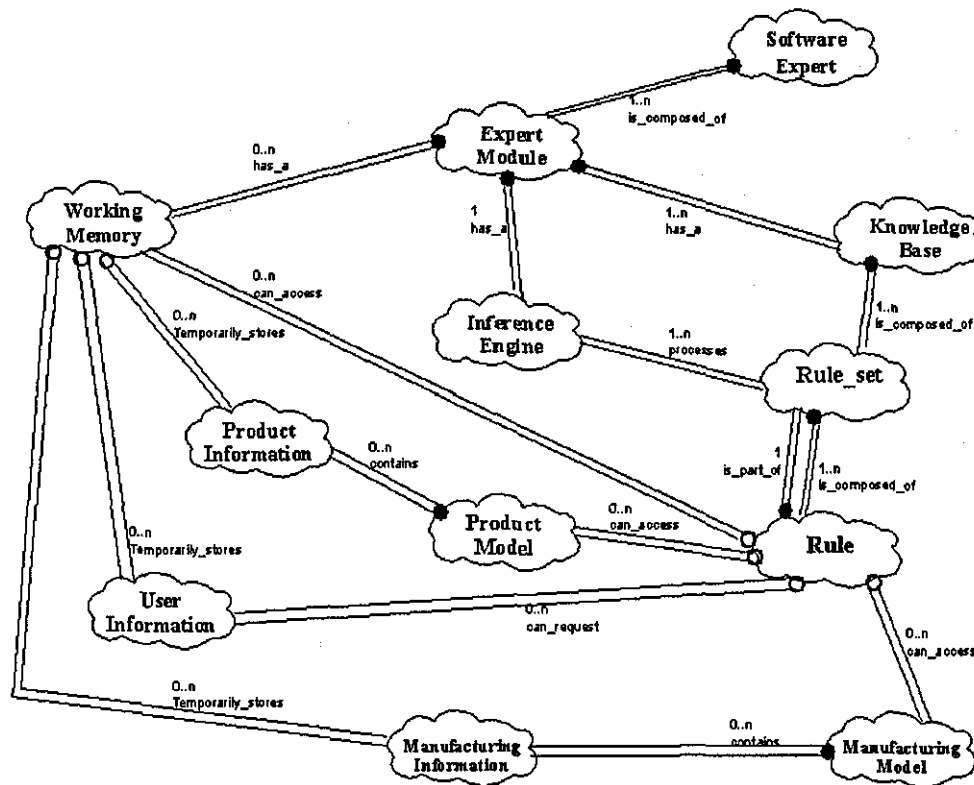 Software
Expert
1..n
is_composed_of
Expert
Module
0..n
has_a
Working
Memory
1
has_a
1..n
has_a
Knowledge
Base
0..n
can_access
0..n
Temporarily_stores
Inference
Engine
1..n
processes
1..n
is_composed_of
Rule_set
Product
Information
0..n
contains
1
is_part_of
1..n
is_composed_of
0..n
Temporarily_stores
Product
Model
0..n
can_access
Rule
User
Information
0..n
can_request
0..n
can_access
0..n
Temporarily_stores
Manufacturing
Information
0..n
contains
Manufacturing
Model